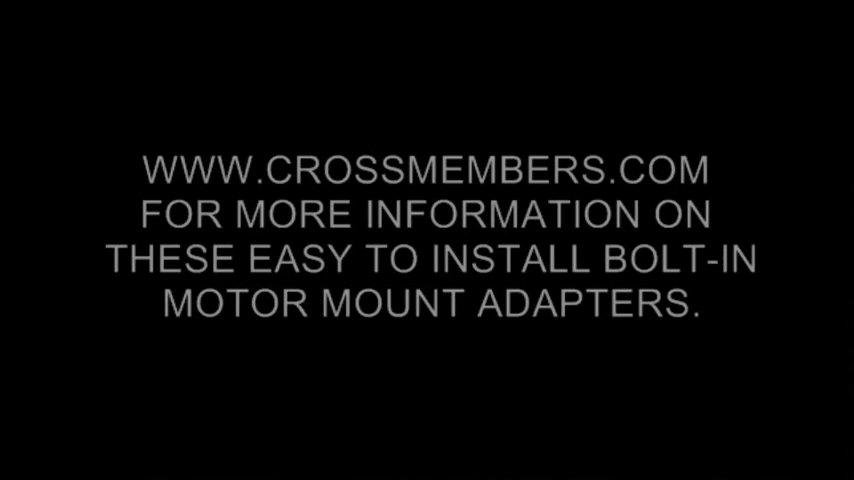 WWW.CROSSMEMBERS.COM
FOR MORE INFORMATION ON
THESE EASY TO INSTALL BOLT-IN
MOTOR MOUNT ADAPTERS.